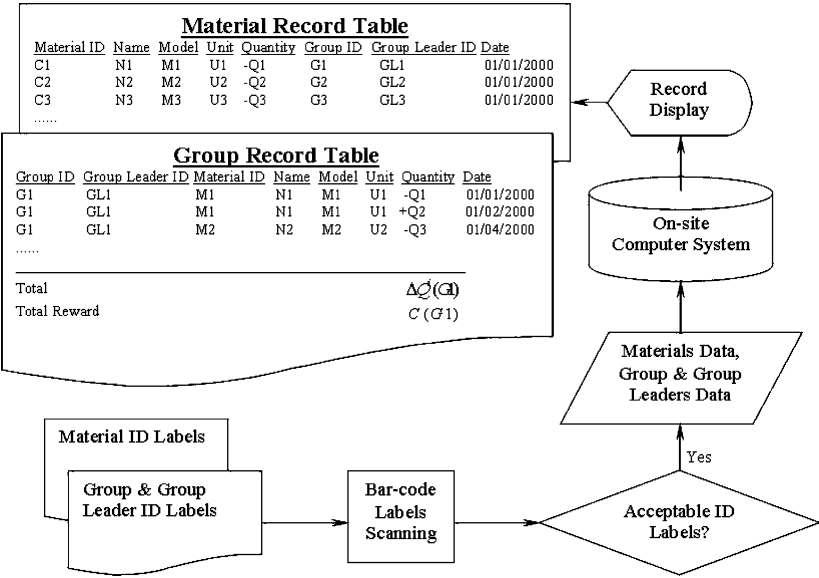 Material Record Table
Material ID Name Model Unit Quantity Group ID Group Leader ID Date
C1 N1 M1 U1 -Q1 G1 GL1 01/01/2000
C2 N2 M2 U2 -Q2 G2 GL2 01/01/2000
C3 N3 M3 U3 -Q3 G3 GL3 01/01/2000
......
Group Record Table
Group ID Group Leader ID Material ID Name Model Unit Quantity Date
G1 GL1 M1 N1 M1 U1 -Q1 01/01/2000
G1 GL1 M1 N1 M1 U1 +Q2 01/02/2000
G1 GL1 M2 N2 M2 U2 -Q3 01/04/2000
......
Total ΔQ^i(G1)
Total Reward C^i(G1)
Record
Display
On-site
Computer System
Materials Data,
Group & Group
Leaders Data
Yes
Material ID Labels
Group & Group
Leader ID Labels
Bar-code
Labels
Scanning
Acceptable ID
Labels?